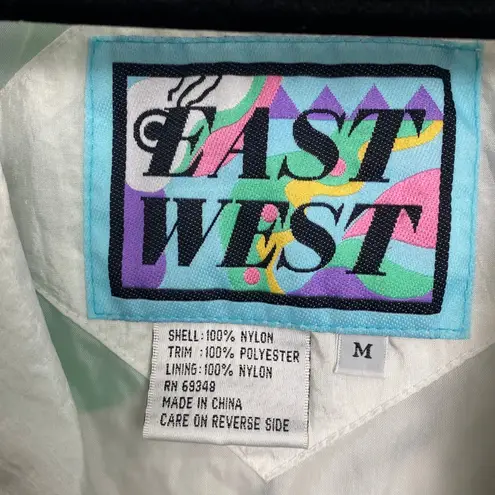 EAST
WEST
SHELL: 100% NYLON
TRIM : 100% POLYESTER
LINING: 100% NYLON
RN 69348
MADE IN CHINA
CARE ON REVERSE SIDE
M